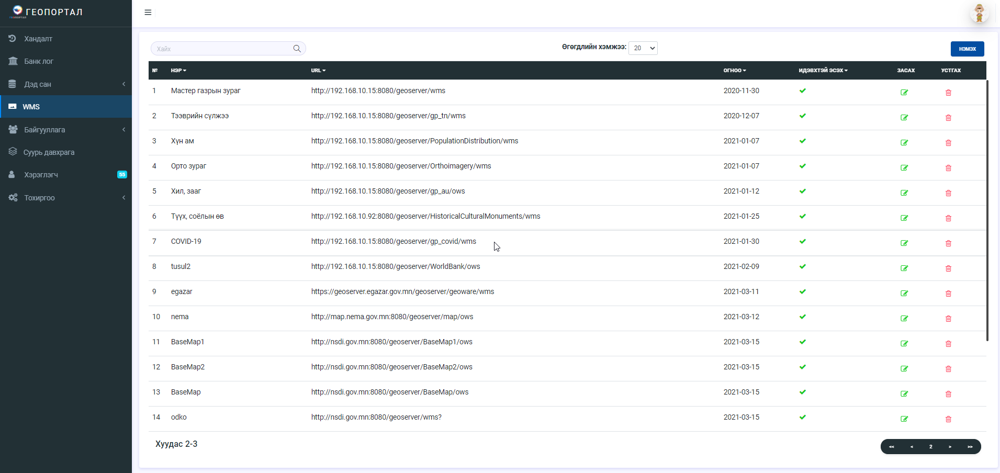 ГЕОПОРТАЛ
Хандалт
Банк лог
Дэд сан
WMS
Байгууллага
Суурь давхрага
Хэрэглэгч 55
Тохиргоо
Хайх
Өгөгдлийн хэмжээ: 20
НЭМЭХ
№ НЭР URL ОГНОО ИДЭВХТЭЙ ЭСЭХ ЗАСАХ УСТГАХ
1 Мастер газрын зураг http://192.168.10.15:8080/geoserver/wms 2020-11-30
2 Тээврийн сүлжээ http://192.168.10.15:8080/geoserver/gp_tn/wms 2020-12-07
3 Хүн ам http://192.168.10.15:8080/geoserver/PopulationDistribution/wms 2021-01-07
4 Орто зураг http://192.168.10.15:8080/geoserver/Orthoimagery/wms 2021-01-07
5 Хил, зааг http://192.168.10.15:8080/geoserver/gp_au/ows 2021-01-12
6 Түүх, соёлын өв http://192.168.10.92:8080/geoserver/HistoricalCulturalMonuments/wms 2021-01-25
7 COVID-19 http://192.168.10.15:8080/geoserver/gp_covid/wms 2021-01-30
8 tusul2 http://192.168.10.15:8080/geoserver/WorldBank/ows 2021-02-09
9 egazar https://geoserver.egazar.gov.mn/geoserver/geoware/wms 2021-03-11
10 nema http://map.nema.gov.mn:8080/geoserver/map/ows 2021-03-12
11 BaseMap1 http://nsdi.gov.mn:8080/geoserver/BaseMap1/ows 2021-03-15
12 BaseMap2 http://nsdi.gov.mn:8080/geoserver/BaseMap2/ows 2021-03-15
13 BaseMap http://nsdi.gov.mn:8080/geoserver/BaseMap/ows 2021-03-15
14 odko http://nsdi.gov.mn:8080/geoserver/wms? 2021-03-15
Хуудас 2-3
<< < 2 > >>